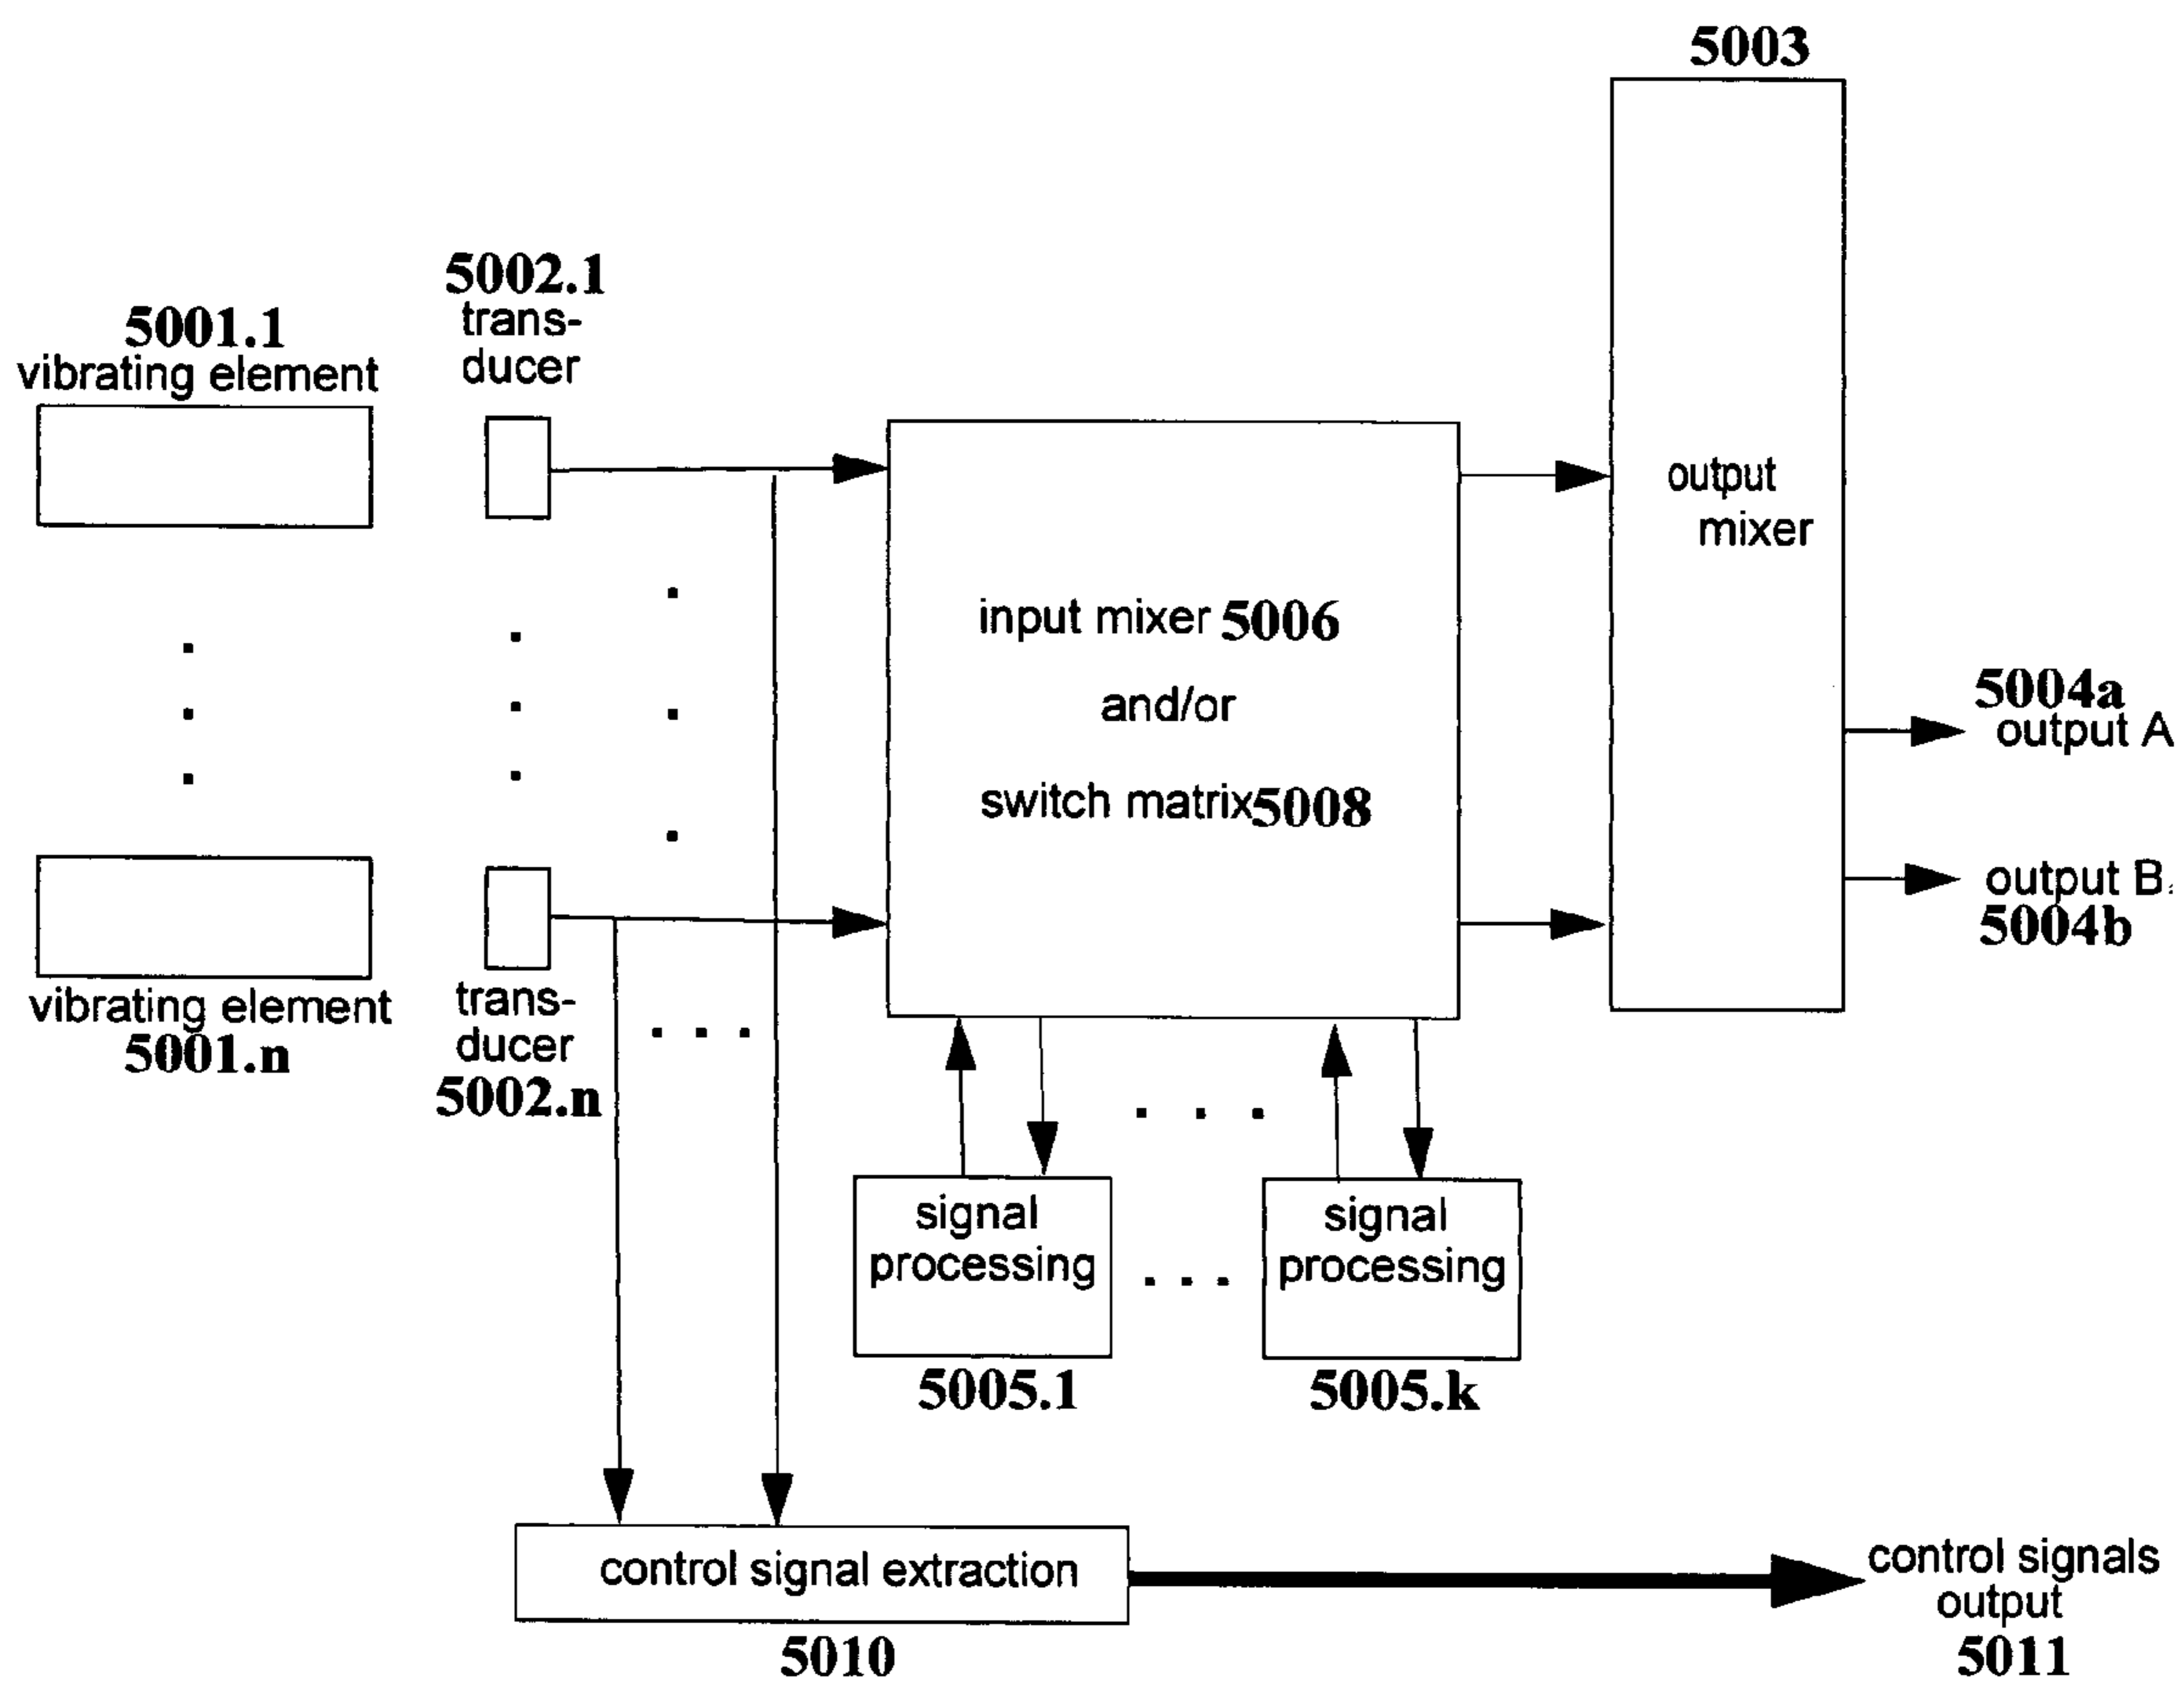 5003
5002.1
trans-
ducer
5001.1
vibrating element
output
mixer
input mixer 5006
and/or
switch matrix5008
5004a
output A
output B
5004b
vibrating element
5001.n
trans-
ducer
5002.n
signal
processing
5005.1
signal
processing
5005.k
control signal extraction
5010
control signals
output
5011